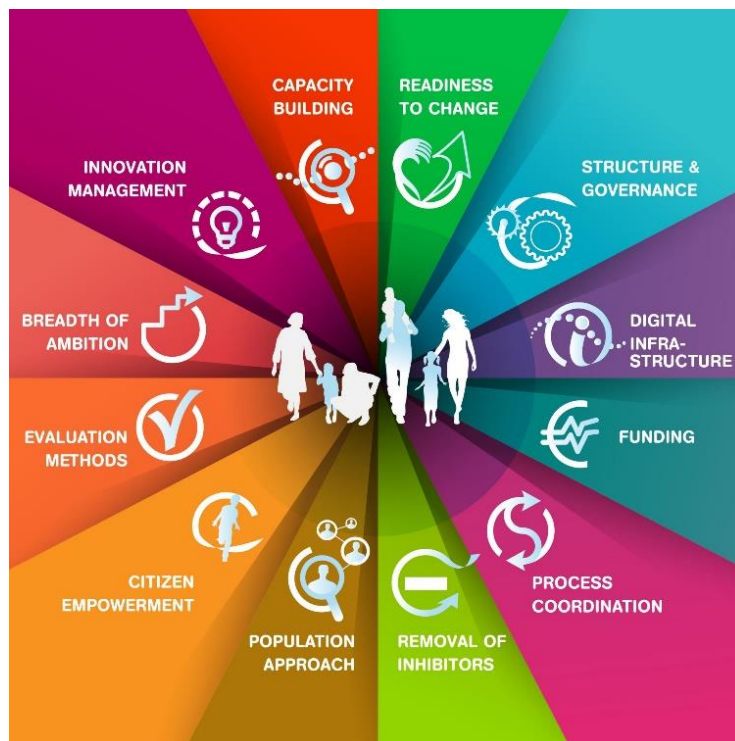 CAPACITY
BUILDING
READINESS
TO CHANGE
STRUCTURE &
GOVERNANCE
DIGITAL
INFRA-
STRUCTURE
FUNDING
PROCESS
COORDINATION
REMOVAL OF
INHIBITORS
POPULATION
APPROACH
CITIZEN
EMPOWERMENT
EVALUATION
METHODS
BREADTH OF
AMBITION
INNOVATION
MANAGEMENT